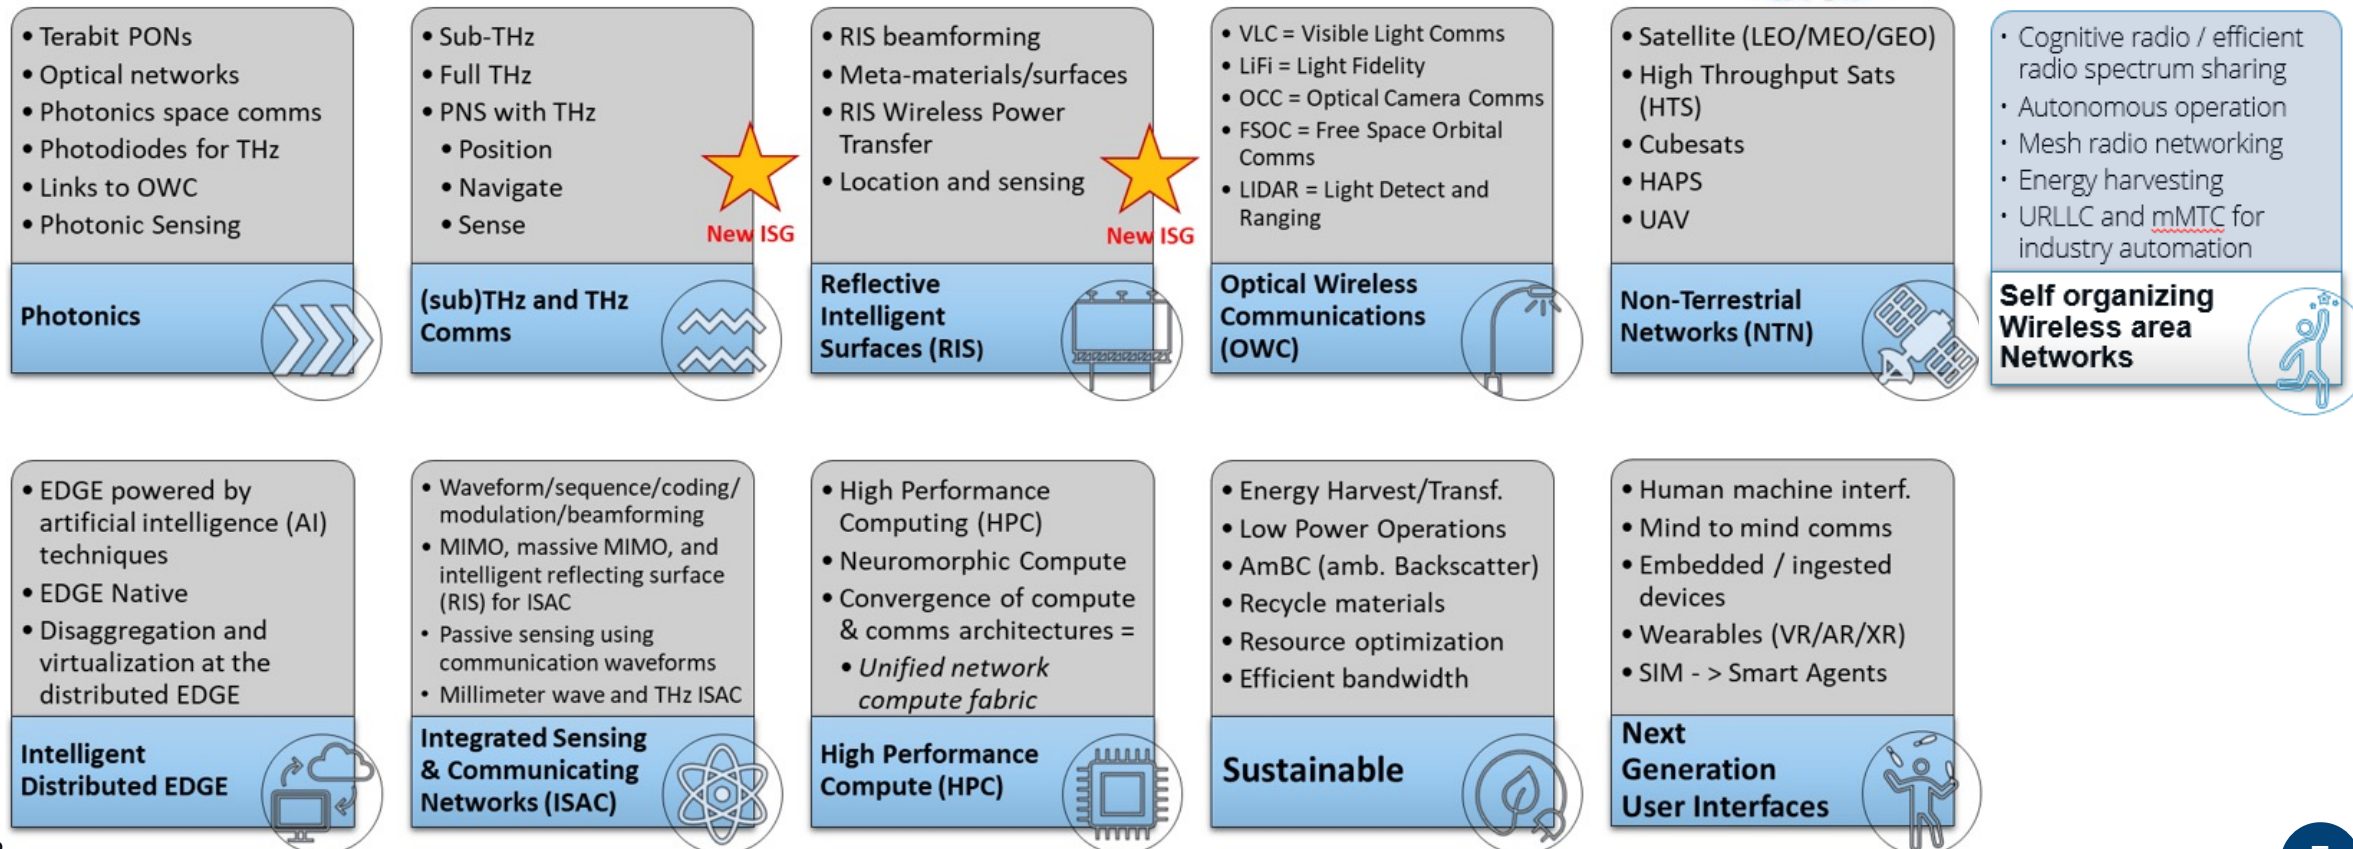 • Terabit PONs
• Optical networks
• Photonics space comms
• Photodiodes for THz
• Links to OWC
• Photonic Sensing
Photonics
• Sub-THz
• Full THz
• PNS with THz
• Position
• Navigate
• Sense
New ISG
(sub)THz and THz
Comms
• RIS beamforming
• Meta-materials/surfaces
• RIS Wireless Power
Transfer
• Location and sensing
New ISG
Reflective
Intelligent
Surfaces (RIS)
• VLC = Visible Light Comms
• LiFi = Light Fidelity
• OCC = Optical Camera Comms
• FSOC = Free Space Orbital
Comms
• LIDAR = Light Detect and
Ranging
Optical Wireless
Communications
(OWC)
• Satellite (LEO/MEO/GEO)
• High Throughput Sats
(HTS)
• Cubesats
• HAPS
• UAV
Non-Terrestrial
Networks (NTN)
• Cognitive radio / efficient
radio spectrum sharing
• Autonomous operation
• Mesh radio networking
• Energy harvesting
• URLLC and mMTC for
industry automation
Self organizing
Wireless area
Networks
• EDGE powered by
artificial intelligence (AI)
techniques
• EDGE Native
• Disaggregation and
virtualization at the
distributed EDGE
Intelligent
Distributed EDGE
• Waveform/sequence/coding/
modulation/beamforming
• MIMO, massive MIMO, and
intelligent reflecting surface
(RIS) for ISAC
• Passive sensing using
communication waveforms
• Millimeter wave and THz ISAC
Integrated Sensing
& Communicating
Networks (ISAC)
• High Performance
Computing (HPC)
• Neuromorphic Compute
• Convergence of compute
& comms architectures =
• Unified network
compute fabric
High Performance
Compute (HPC)
• Energy Harvest/Transf.
• Low Power Operations
• AmBC (amb. Backscatter)
• Recycle materials
• Resource optimization
• Efficient bandwidth
Sustainable
• Human machine interf.
• Mind to mind comms
• Embedded / ingested
devices
• Wearables (VR/AR/XR)
• SIM - > Smart Agents
Next
Generation
User Interfaces